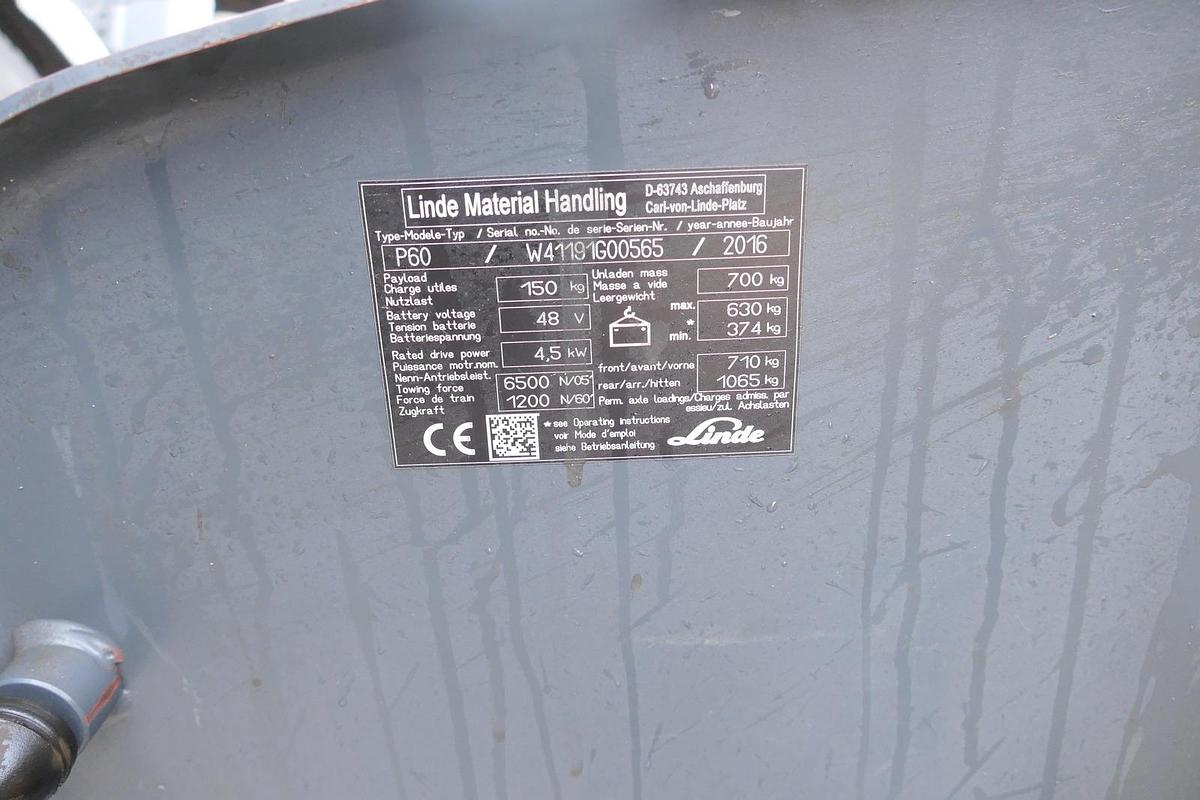 Linde Material Handling
D-63743 Aschaffenburg
Carl-von-Linde-Platz
Type-Modele-Typ / Serial no.-No. de serie-Serien-Nr. / year-annee-Baujahr
P60 / W41191G00565 / 2016
Payload
Charge utiles
Nutzlast
150 kg
Unladen mass
Masse a vide
Leergewicht
700 kg
Battery voltage
Tension batterie
Batteriespannung
48 V
max. 630 kg
* min. 374 kg
Rated drive power
Puissance motr.nom.
Nenn-Antriebsleist.
4,5 kW
front/avant/vorne 710 kg
rear/arr./hitten 1065 kg
Towing force
Force de train
Zugkraft
6500 N/05'
1200 N/60'
Perm. axle loadings/Charges admiss. par
essieu/zul. Achslasten
CE
* see Operating instructions
voir Mode d'emploi
siehe Betriebsanleitung
Linde